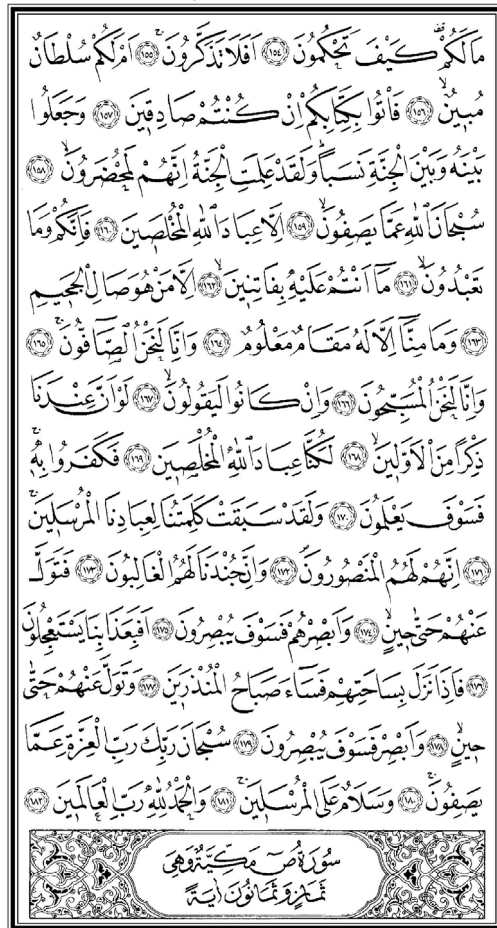 مَالَكُمْ كَيْفَ تَحْكُمُونَ ﴿١٥٤﴾ اَفَلَا تَذَكَّرُونَ ﴿١٥٥﴾ اَمْ لَكُمْ سُلْطَانٌ
مُبِينٌ ﴿١٥٦﴾ فَأْتُوا بِكِتَابِكُمْ اِنْ كُنْتُمْ صَادِقِينَ ﴿١٥٧﴾ وَجَعَلُوا
بَيْنَهُ وَبَيْنَ الْجِنَّةِ نَسَبًا وَلَقَدْ عَلِمَتِ الْجِنَّةُ اِنَّهُمْ لَمُحْضَرُونَ ﴿١٥٨﴾
سُبْحَانَ اللهِ عَمَّا يَصِفُونَ ﴿١٥٩﴾ اِلَّا عِبَادَ اللهِ الْمُخْلَصِينَ ﴿١٦٠﴾ فَاِنَّكُمْ وَمَا
تَعْبُدُونَ ﴿١٦١﴾ مَا اَنْتُمْ عَلَيْهِ بِفَاتِنِينَ ﴿١٦٢﴾ اِلَّا مَنْ هُوَ صَالِ الْجَحِيمِ
﴿١٦٣﴾ وَمَا مِنَّا اِلَّا لَهُ مَقَامٌ مَعْلُومٌ ﴿١٦٤﴾ وَاِنَّا لَنَحْنُ الصَّافُّونَ ﴿١٦٥﴾
وَاِنَّا لَنَحْنُ الْمُسَبِّحُونَ ﴿١٦٦﴾ وَاِنْ كَانُوا لَيَقُولُونَ ﴿١٦٧﴾ لَوْ اَنَّ عِنْدَنَا
ذِكْرًا مِنَ الْاَوَّلِينَ ﴿١٦٨﴾ لَكُنَّا عِبَادَ اللهِ الْمُخْلَصِينَ ﴿١٦٩﴾ فَكَفَرُوا بِهِ
فَسَوْفَ يَعْلَمُونَ ﴿١٧٠﴾ وَلَقَدْ سَبَقَتْ كَلِمَتُنَا لِعِبَادِنَا الْمُرْسَلِينَ
﴿١٧١﴾ اِنَّهُمْ لَهُمُ الْمَنْصُورُونَ ﴿١٧٢﴾ وَاِنَّ جُنْدَنَا لَهُمُ الْغَالِبُونَ ﴿١٧٣﴾ فَتَوَلَّ
عَنْهُمْ حَتّٰى حِينٍ ﴿١٧٤﴾ وَاَبْصِرْهُمْ فَسَوْفَ يُبْصِرُونَ ﴿١٧٥﴾ اَفَبِعَذَابِنَا يَسْتَعْجِلُونَ
﴿١٧٦﴾ فَاِذَا نَزَلَ بِسَاحَتِهِمْ فَسَاءَ صَبَاحُ الْمُنْذَرِينَ ﴿١٧٧﴾ وَتَوَلَّ عَنْهُمْ حَتّٰى
حِينٍ ﴿١٧٨﴾ وَاَبْصِرْ فَسَوْفَ يُبْصِرُونَ ﴿١٧٩﴾ سُبْحَانَ رَبِّكَ رَبِّ الْعِزَّةِ عَمَّا
يَصِفُونَ ﴿١٨٠﴾ وَسَلَامٌ عَلَى الْمُرْسَلِينَ ﴿١٨١﴾ وَالْحَمْدُ لِلهِ رَبِّ الْعَالَمِينَ ﴿١٨٢﴾
سُورَةُ صٓ مَكِّيَّةٌ وَهِيَ
ثَمَانٍ وَثَمَانُونَ اٰيَةً